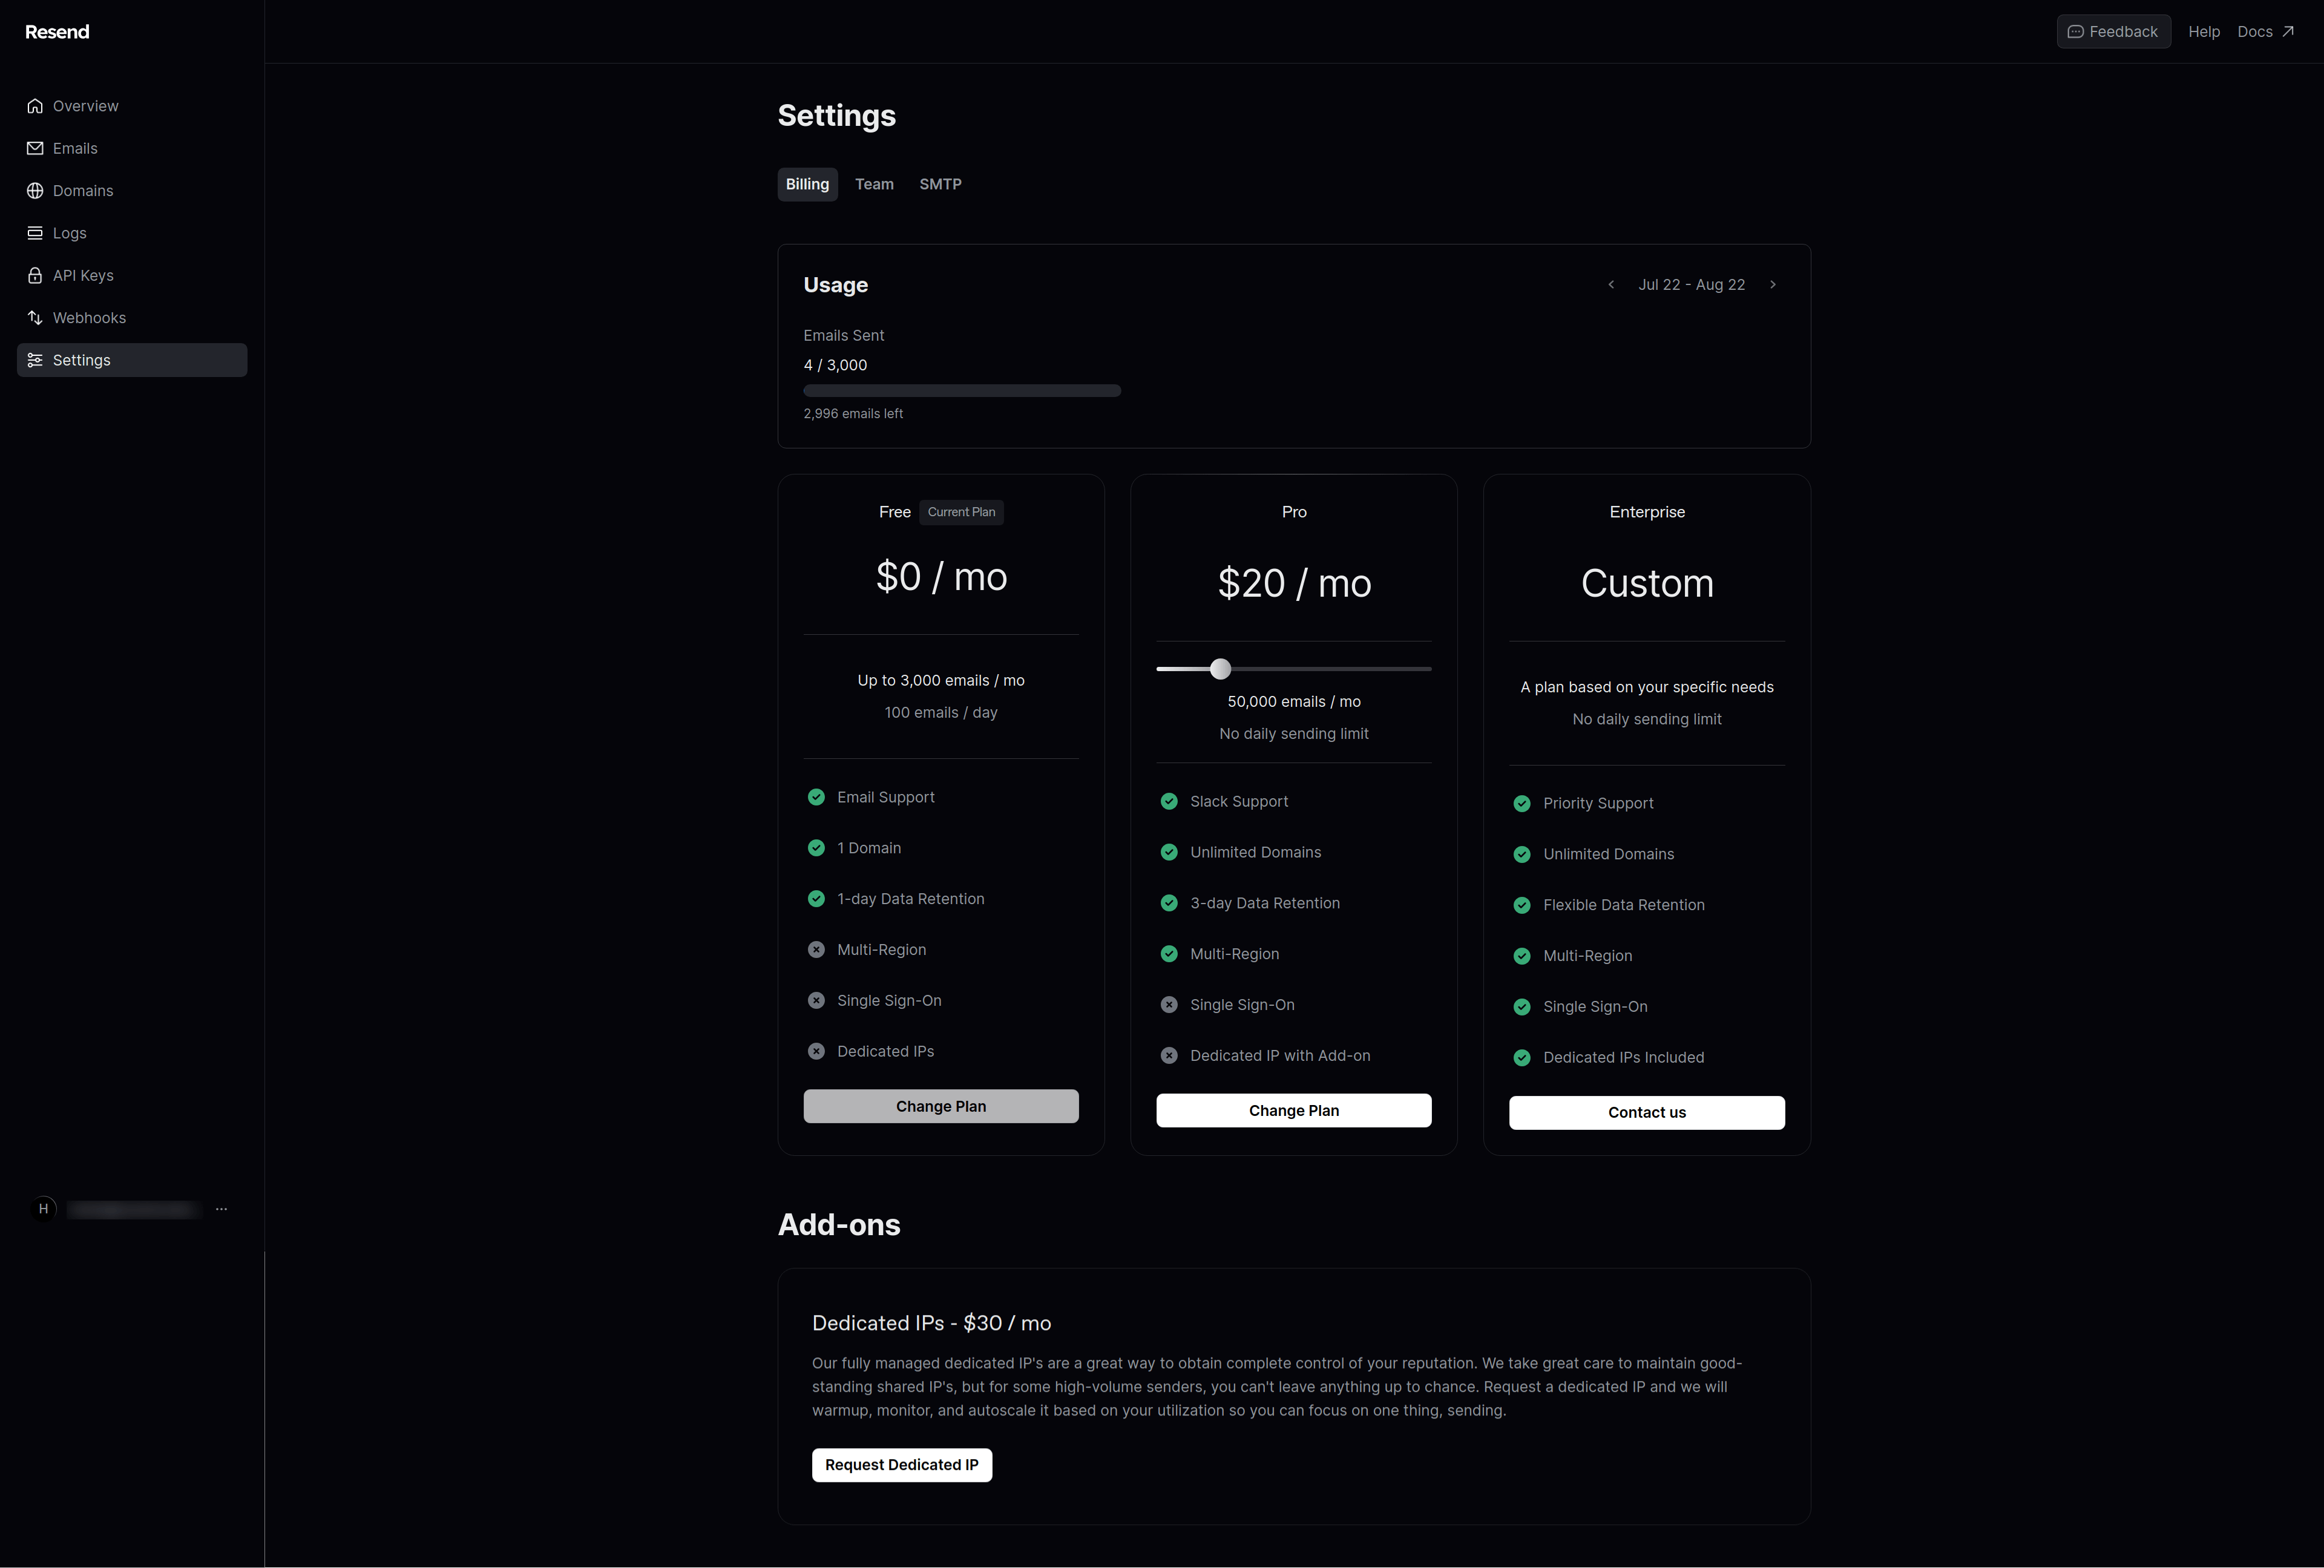 Resend
Feedback
Help
Docs
Overview
Emails
Domains
Logs
API Keys
Webhooks
Settings
H
Settings
Billing
Team
SMTP
Usage
Jul 22 - Aug 22
Emails Sent
4 / 3,000
2,996 emails left
Free
Current Plan
$0 / mo
Up to 3,000 emails / mo
100 emails / day
Email Support
1 Domain
1-day Data Retention
Multi-Region
Single Sign-On
Dedicated IPs
Change Plan
Pro
$20 / mo
50,000 emails / mo
No daily sending limit
Slack Support
Unlimited Domains
3-day Data Retention
Multi-Region
Single Sign-On
Dedicated IP with Add-on
Change Plan
Enterprise
Custom
A plan based on your specific needs
No daily sending limit
Priority Support
Unlimited Domains
Flexible Data Retention
Multi-Region
Single Sign-On
Dedicated IPs Included
Contact us
Add-ons
Dedicated IPs - $30 / mo
Our fully managed dedicated IP's are a great way to obtain complete control of your reputation. We take great care to maintain good-
standing shared IP's, but for some high-volume senders, you can't leave anything up to chance. Request a dedicated IP and we will
warmup, monitor, and autoscale it based on your utilization so you can focus on one thing, sending.
Request Dedicated IP